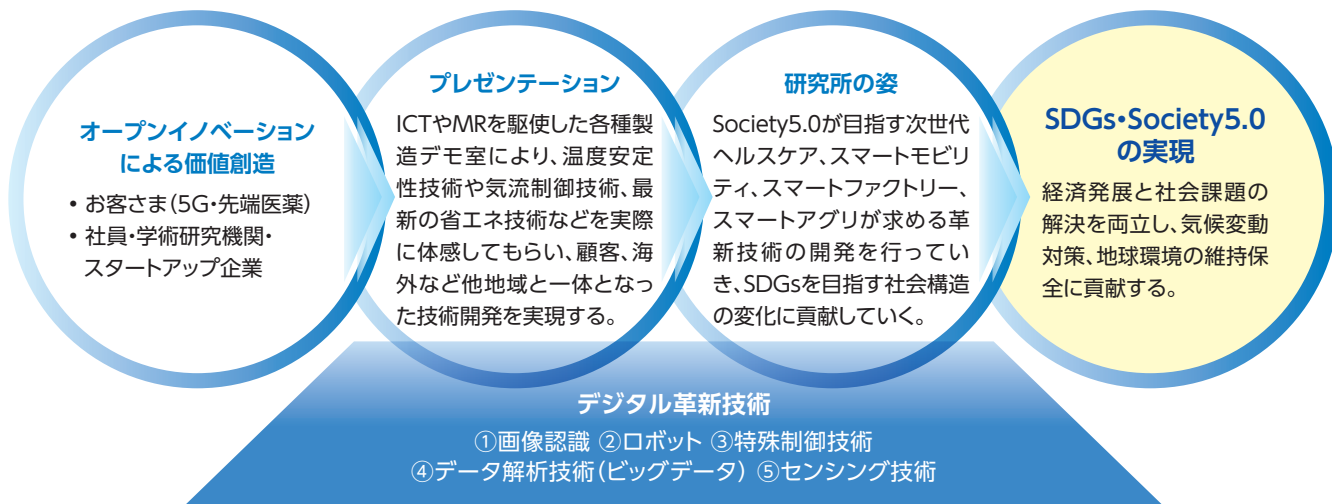 オープンイノベーション
による価値創造
• お客さま(5G・先端医薬)
• 社員・学術研究機関・
スタートアップ企業
プレゼンテーション
ICTやMRを駆使した各種製
造デモ室により、温度安定
性技術や気流制御技術、最
新の省エネ技術などを実際
に体感してもらい、顧客、海
外など他地域と一体となっ
た技術開発を実現する。
研究所の姿
Society5.0が目指す次世代
ヘルスケア、スマートモビリ
ティ、スマートファクトリー、
スマートアグリが求める革
新技術の開発を行ってい
き、SDGsを目指す社会構造
の変化に貢献していく。
SDGs・Society5.0
の実現
経済発展と社会課題の
解決を両立し、気候変動
対策、地球環境の維持保
全に貢献する。
デジタル革新技術
①画像認識 ②ロボット ③特殊制御技術
④データ解析技術(ビッグデータ) ⑤センシング技術